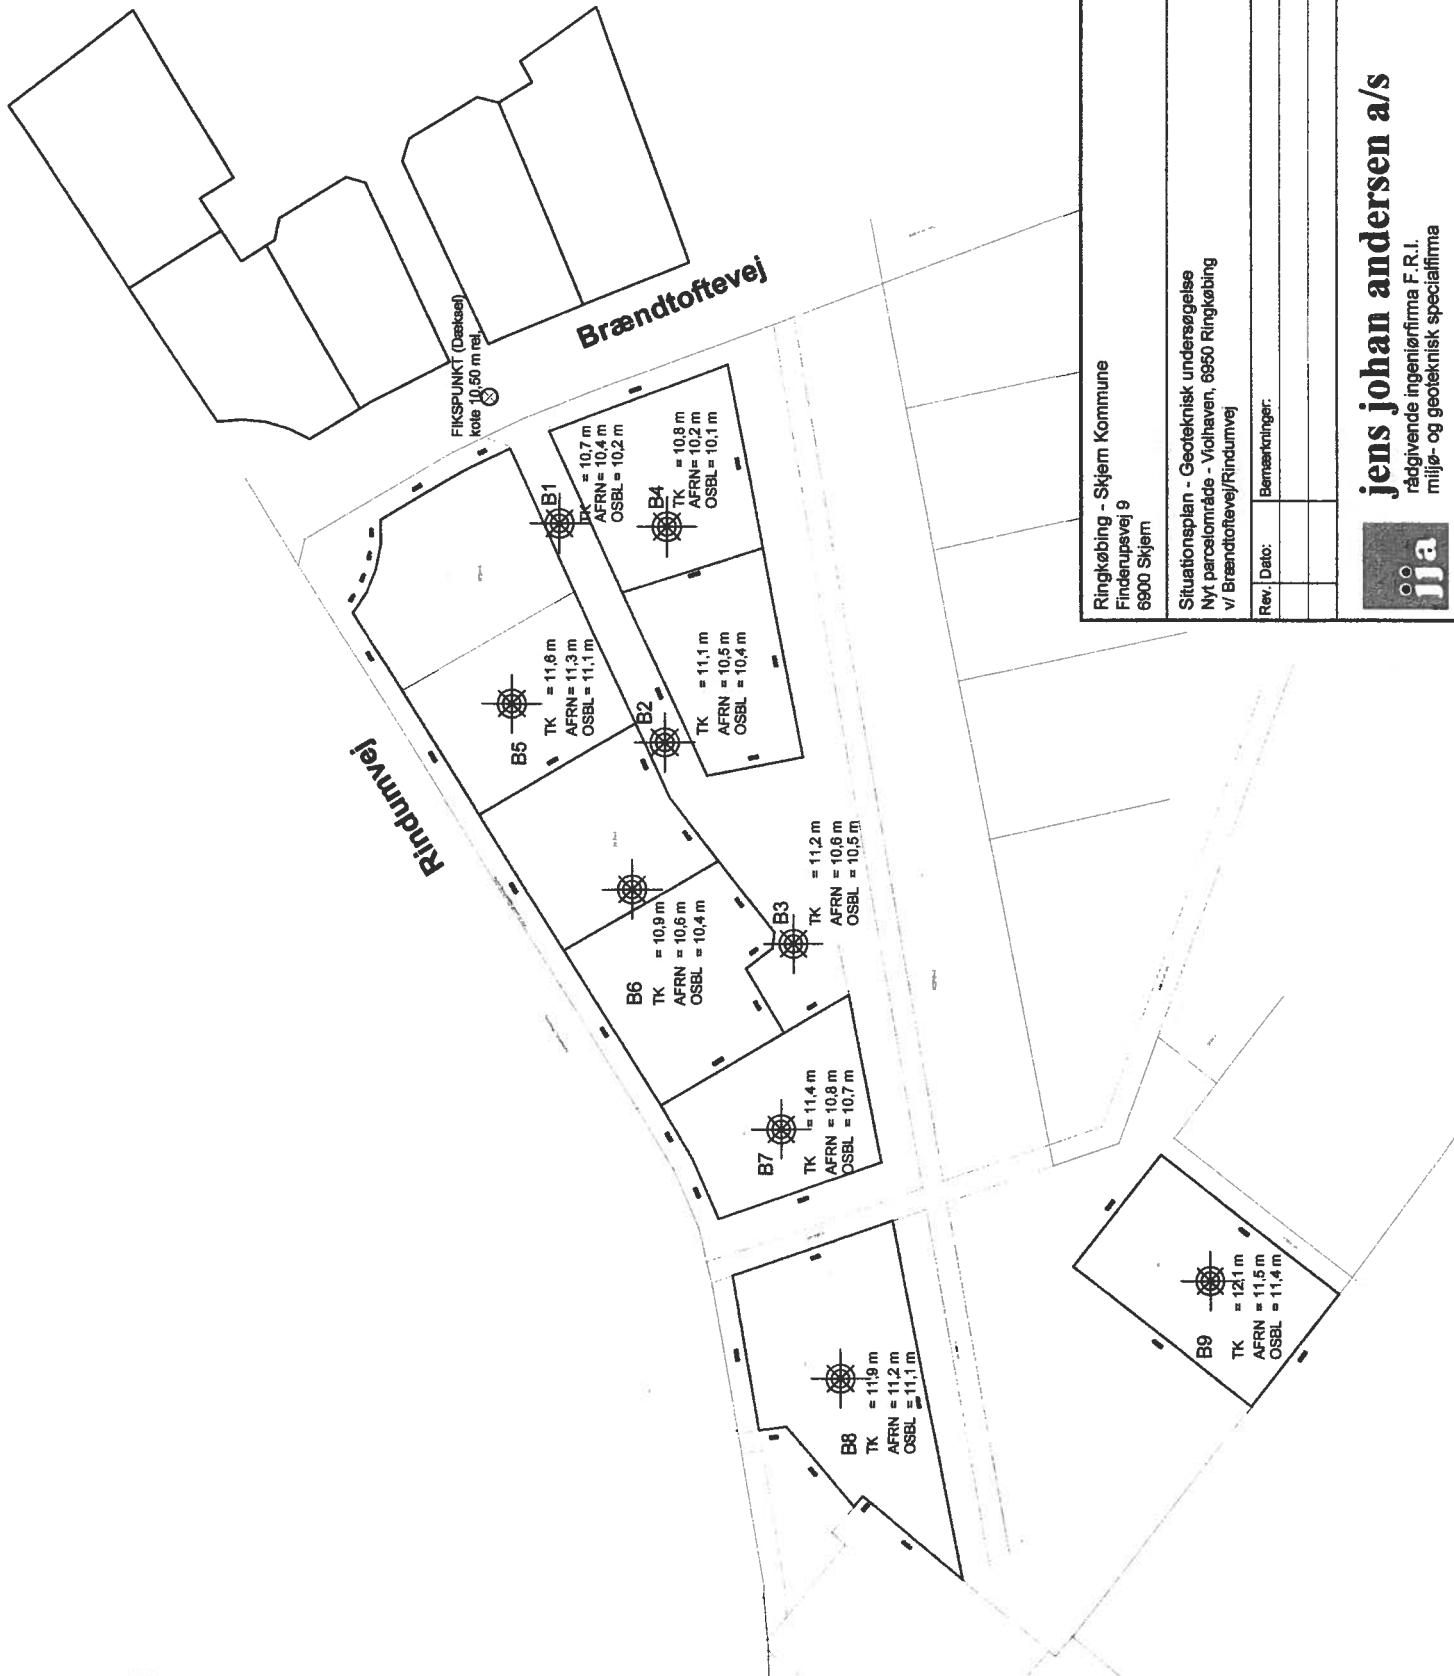 Rindumvej
Brændtoftevej
FIKSPUNKT (Dæksel)
kote 10,50 m rel.
B1
TK = 10,7 m
AFRN = 10,4 m
OSBL = 10,2 m
B4
TK = 10,8 m
AFRN = 10,2 m
OSBL = 10,1 m
B5
TK = 11,6 m
AFRN = 11,3 m
OSBL = 11,1 m
B2
TK = 11,1 m
AFRN = 10,5 m
OSBL = 10,4 m
B6
TK = 10,9 m
AFRN = 10,6 m
OSBL = 10,4 m
B3
TK = 11,2 m
AFRN = 10,6 m
OSBL = 10,5 m
B7
TK = 11,4 m
AFRN = 10,8 m
OSBL = 10,7 m
B8
TK = 11,9 m
AFRN = 11,2 m
OSBL = 11,1 m
B9
TK = 12,1 m
AFRN = 11,5 m
OSBL = 11,4 m
Ringkøbing - Skjern Kommune
Finderupsvej 9
6900 Skjern
Situationsplan - Geoteknisk undersøgelse
Nyt parcelområde - Violhaven, 6950 Ringkøbing
v/ Brændtoftevej/Rindumvej
Rev. Dato: Bemærkninger:
jja
jens johan andersen a/s
rådgivende ingeniørfirma F.R.I.
miljø- og geoteknisk specialfirma